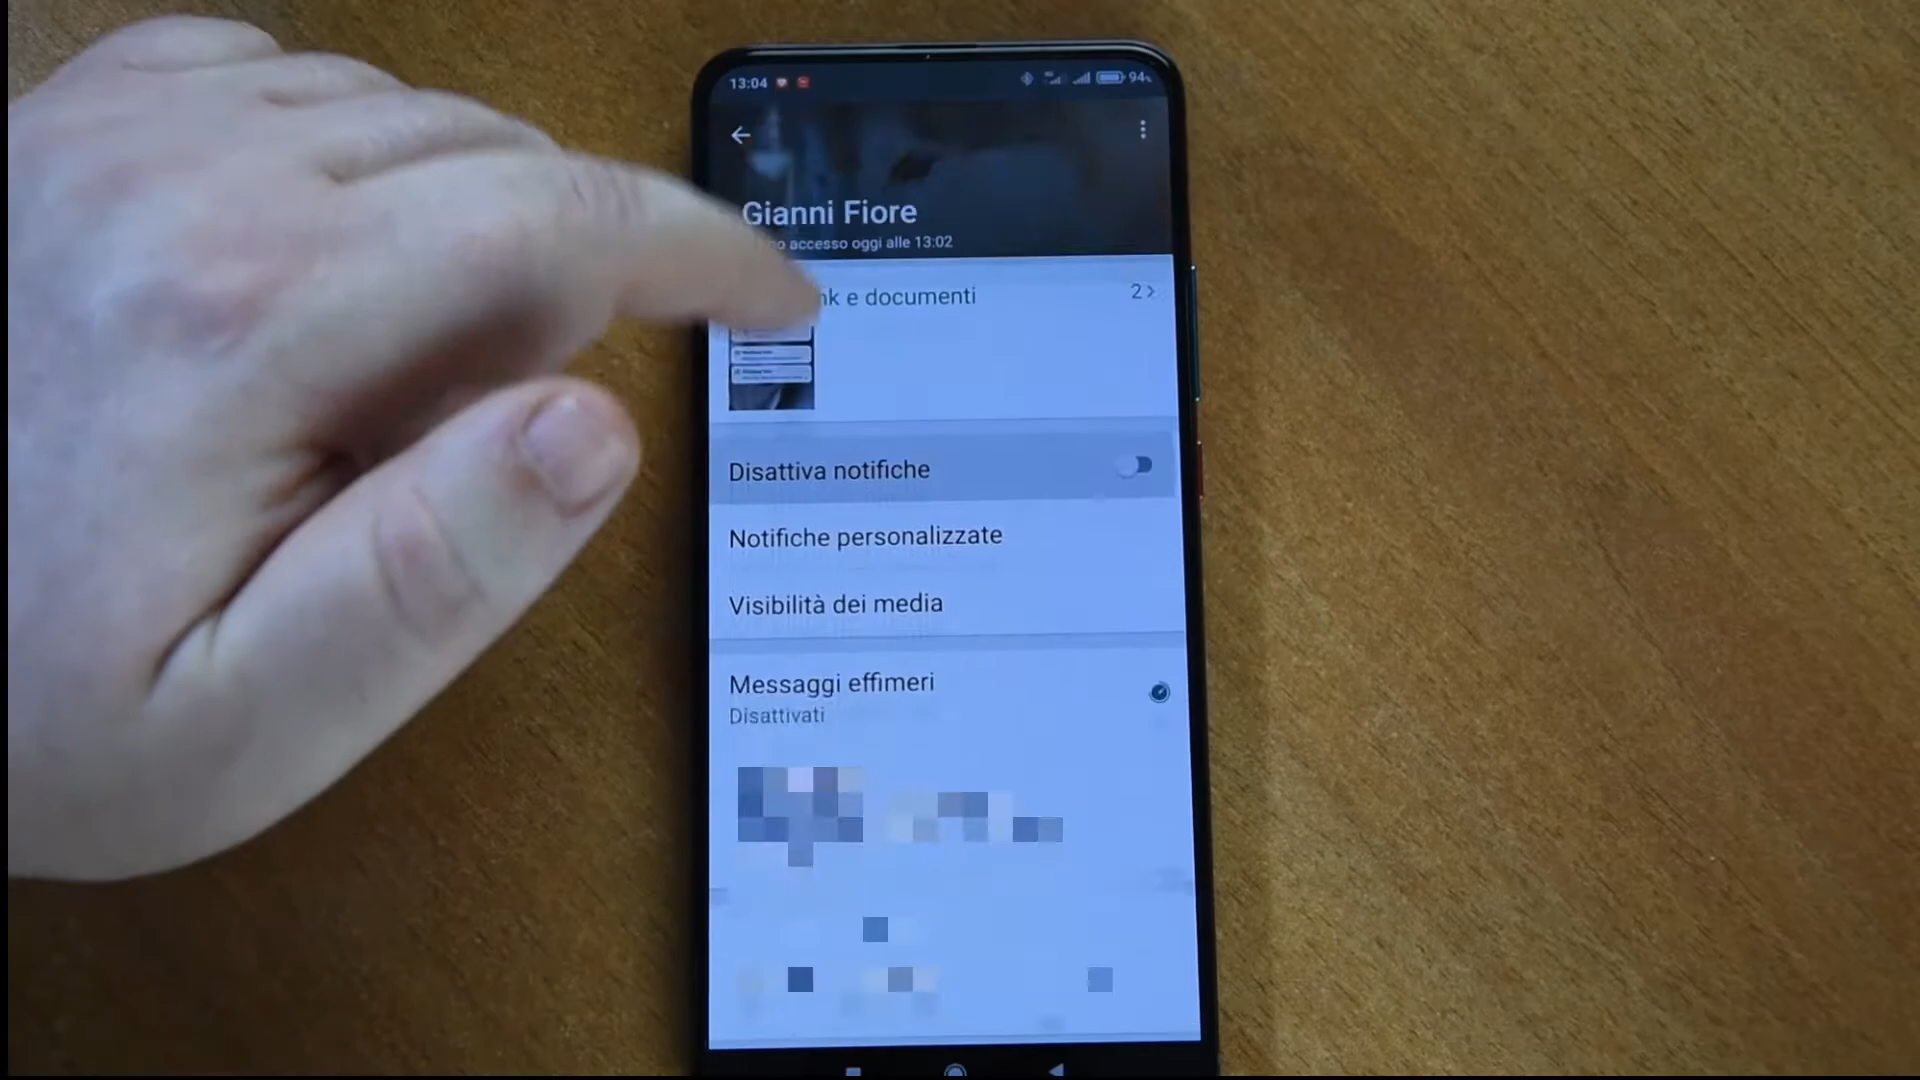 13:04
94%
Gianni Fiore
accesso oggi alle 13:02
e documenti
2
Disattiva notifiche
Notifiche personalizzate
Visibilità dei media
Messaggi effimeri
Disattivati